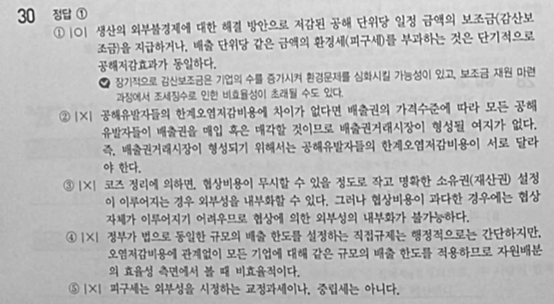 30 정답 ①
① |O| 생산의 외부불경제에 대한 해결 방안으로 저감된 공해 단위당 일정 금액의 보조금(감산보
조금)을 지급하거나, 배출 단위당 같은 금액의 환경세(피구세)를 부과하는 것은 단기적으로
공해저감효과가 동일하다.
장기적으로 감산보조금은 기업의 수를 증가시켜 환경문제를 심화시킬 가능성이 있고, 보조금 재원 마련
과정에서 조세징수로 인한 비효율성이 초래될 수도 있다.
② |X| 공해유발자들의 한계오염저감비용에 차이가 없다면 배출권의 가격수준에 따라 모든 공해
유발자들이 배출권을 매입 혹은 매각할 것이므로 배출권거래시장이 형성될 여지가 없다.
즉, 배출권거래시장이 형성되기 위해서는 공해유발자들의 한계오염저감비용이 서로 달라
야 한다.
③ |X| 코즈 정리에 의하면, 협상비용이 무시할 수 있을 정도로 작고 명확한 소유권(재산권) 설정
이 이루어지는 경우 외부성을 내부화할 수 있다. 그러나 협상비용이 과다한 경우에는 협상
자체가 이루어지기 어려우므로 협상에 의한 외부성의 내부화가 불가능하다.
④ |X| 정부가 법으로 동일한 규모의 배출 한도를 설정하는 직접규제는 행정적으로는 간단하지만,
오염저감비용에 관계없이 모든 기업에 대해 같은 규모의 배출 한도를 적용하므로 자원배분
의 효율성 측면에서 볼 때 비효율적이다.
⑤ |X| 피구세는 외부성을 시정하는 교정과세이나, 중립세는 아니다.